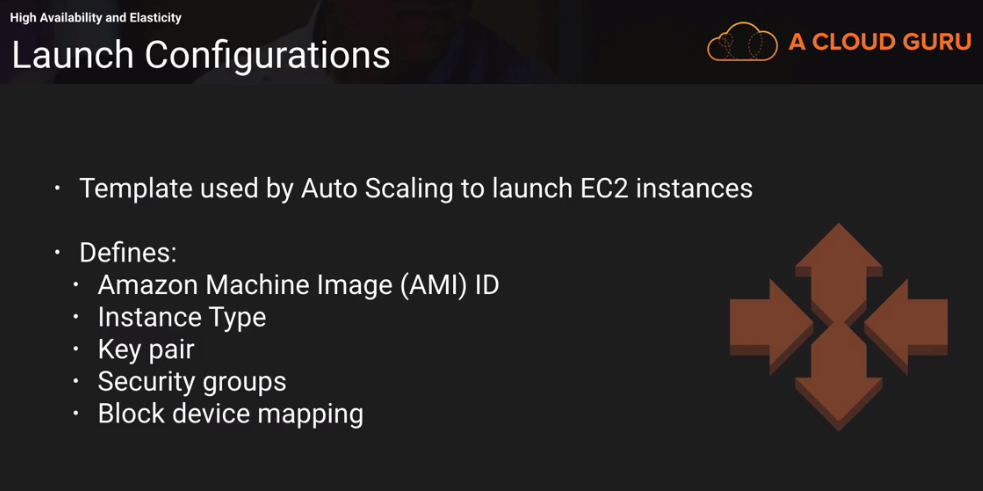 High Availability and Elasticity
Launch Configurations
A CLOUD GURU
· Template used by Auto Scaling to launch EC2 instances
· Defines:
· Amazon Machine Image (AMI) ID
· Instance Type
· Key pair
· Security groups
· Block device mapping